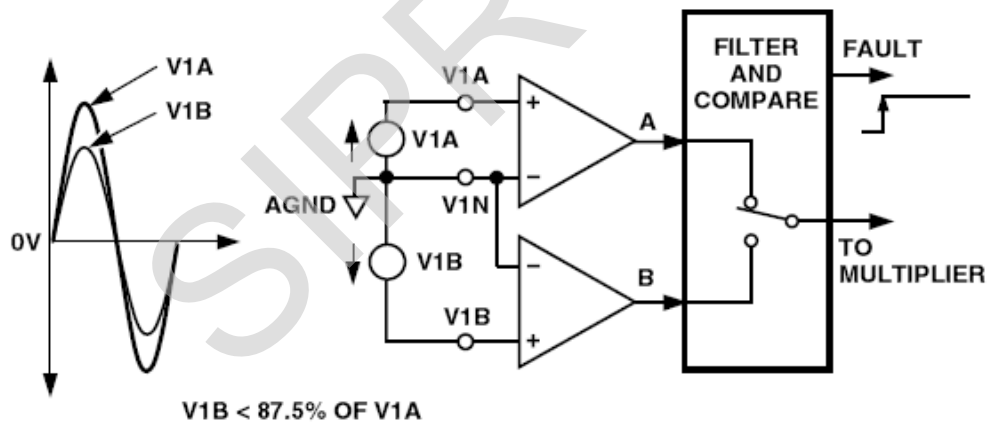 V1A
V1B
0V
V1B < 87.5% OF V1A
V1A
V1A
AGND
V1N
V1B
V1B
+
−
−
+
A
B
FILTER
AND
COMPARE
FAULT
TO
MULTIPLIER
SIPR